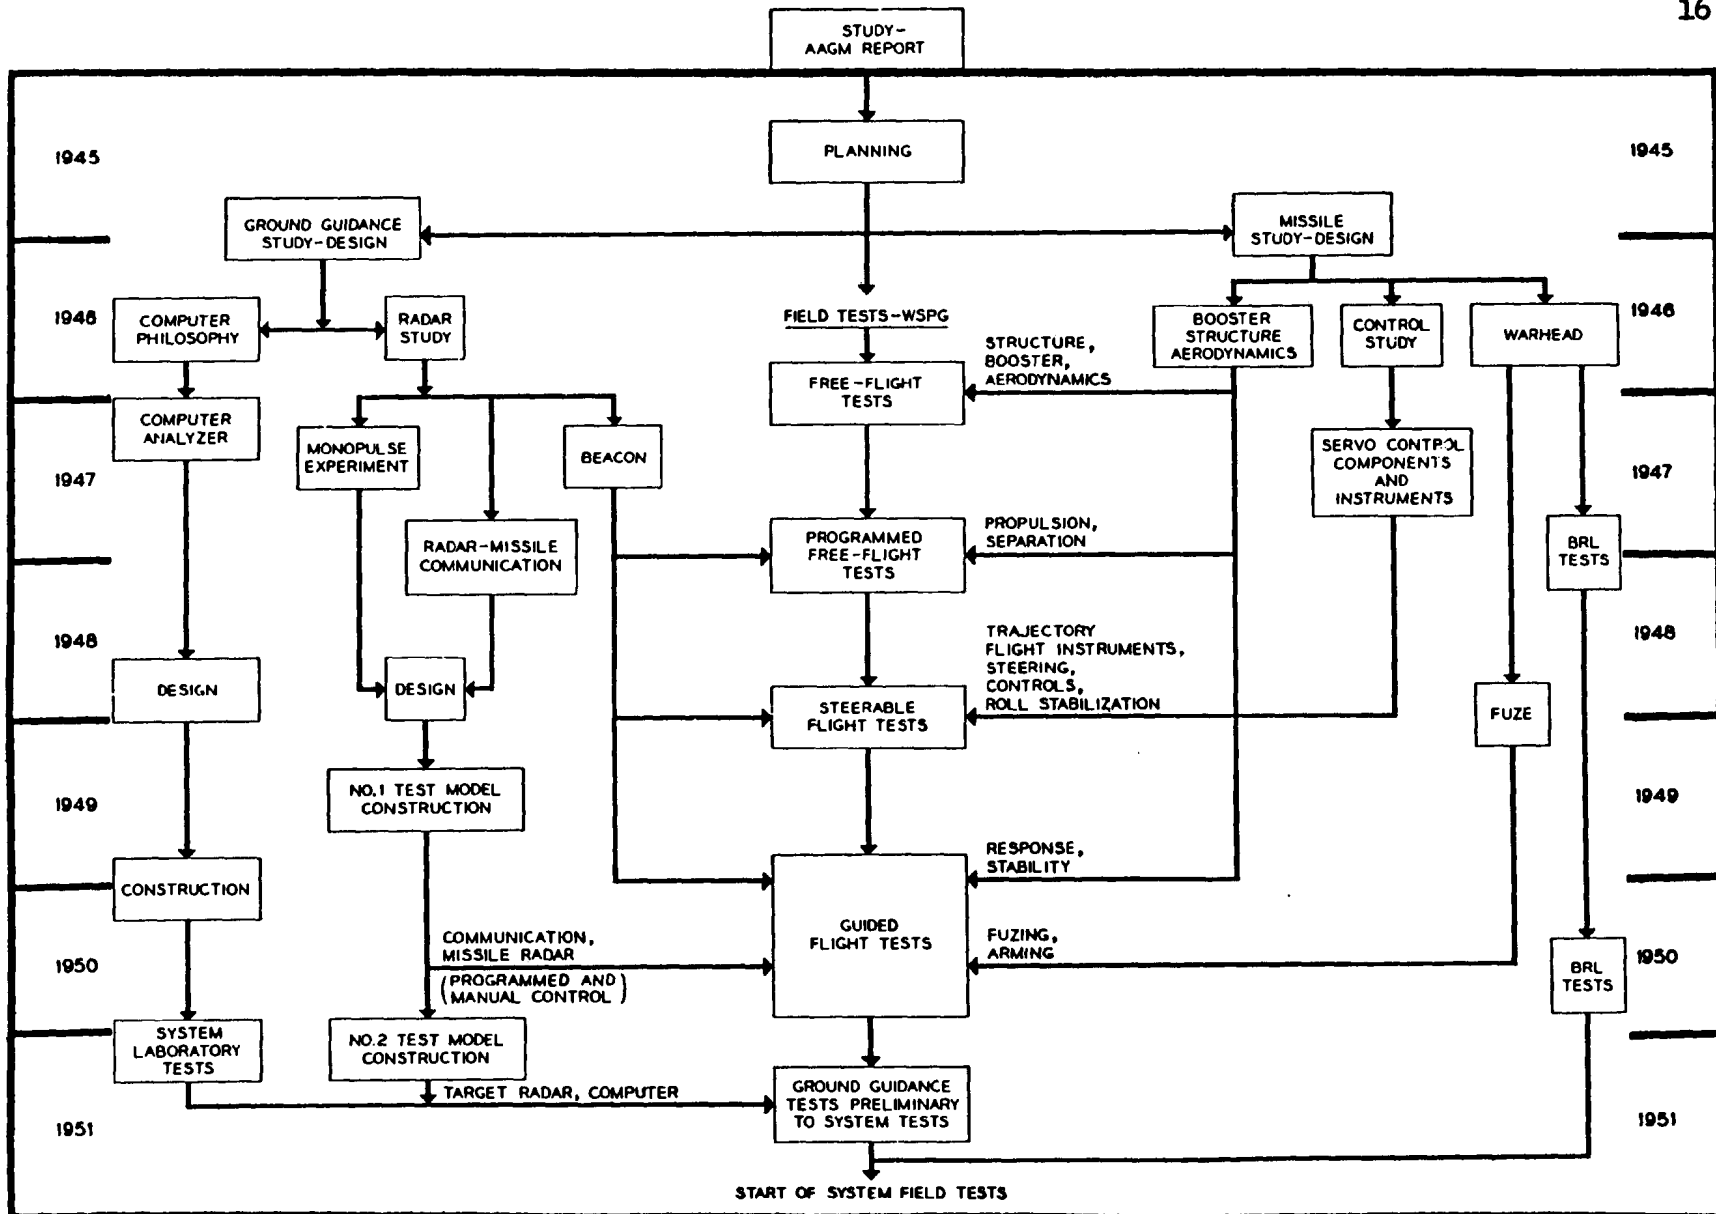 16
STUDY-
AAGM REPORT
1945
PLANNING
1945
GROUND GUIDANCE
STUDY-DESIGN
MISSILE
STUDY-DESIGN
1946
COMPUTER
PHILOSOPHY
RADAR
STUDY
FIELD TESTS-WSPG
BOOSTER
STRUCTURE
AERODYNAMICS
CONTROL
STUDY
WARHEAD
1946
STRUCTURE,
BOOSTER,
AERODYNAMICS
FREE-FLIGHT
TESTS
COMPUTER
ANALYZER
MONOPULSE
EXPERIMENT
BEACON
SERVO CONTROL
COMPONENTS
AND
INSTRUMENTS
1947
1947
RADAR-MISSILE
COMMUNICATION
PROGRAMMED
FREE-FLIGHT
TESTS
PROPULSION,
SEPARATION
BRL
TESTS
1948
1948
DESIGN
DESIGN
STEERABLE
FLIGHT TESTS
TRAJECTORY
FLIGHT INSTRUMENTS,
STEERING,
CONTROLS,
ROLL STABILIZATION
FUZE
1949
NO.1 TEST MODEL
CONSTRUCTION
1949
CONSTRUCTION
RESPONSE,
STABILITY
GUIDED
FLIGHT TESTS
1950
COMMUNICATION,
MISSILE RADAR
(PROGRAMMED AND
MANUAL CONTROL)
FUZING,
ARMING
BRL
TESTS
1950
SYSTEM
LABORATORY
TESTS
NO.2 TEST MODEL
CONSTRUCTION
TARGET RADAR, COMPUTER
GROUND GUIDANCE
TESTS PRELIMINARY
TO SYSTEM TESTS
1951
1951
START OF SYSTEM FIELD TESTS